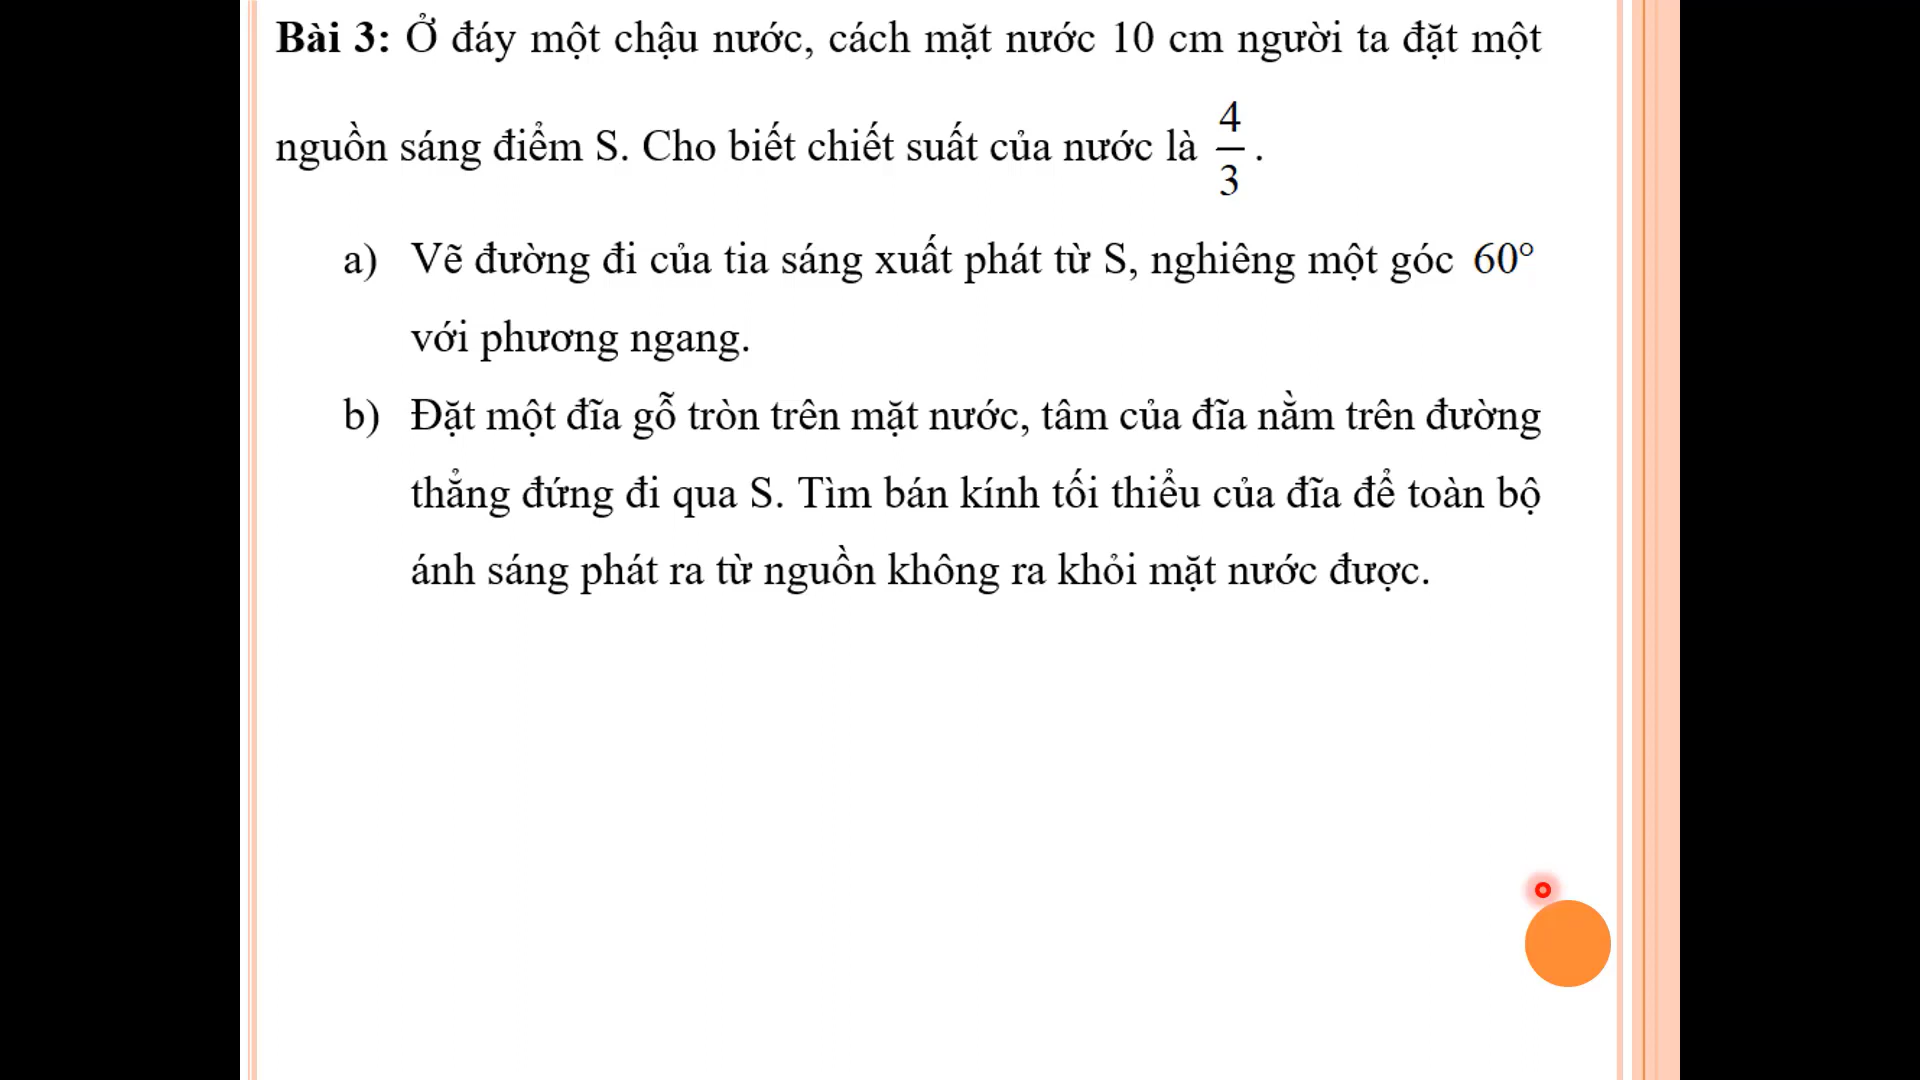 Bài 3: Ở đáy một chậu nước, cách mặt nước 10 cm người ta đặt một
nguồn sáng điểm S. Cho biết chiết suất của nước là 4/3.
a) Vẽ đường đi của tia sáng xuất phát từ S, nghiêng một góc 60°
với phương ngang.
b) Đặt một đĩa gỗ tròn trên mặt nước, tâm của đĩa nằm trên đường
thẳng đứng đi qua S. Tìm bán kính tối thiểu của đĩa để toàn bộ
ánh sáng phát ra từ nguồn không ra khỏi mặt nước được.